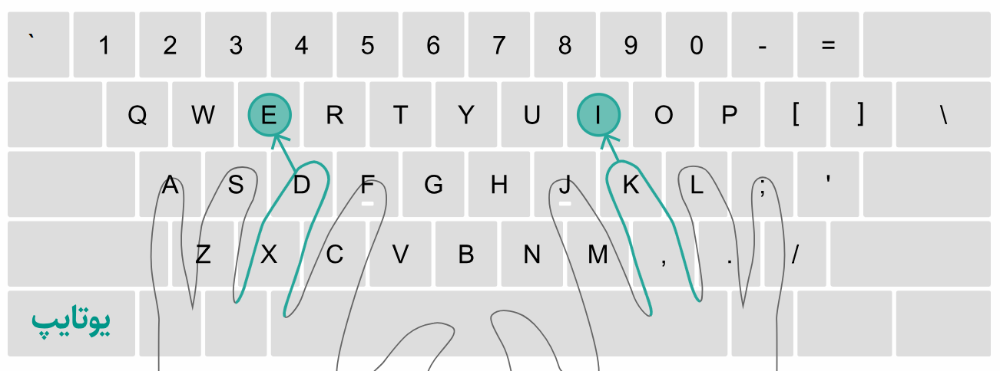 ` 1 2 3 4 5 6 7 8 9 0 - =
Q W E R T Y U I O P [ ] \
A S D F G H J K L ; '
Z X C V B N M , . /
یوتایپ